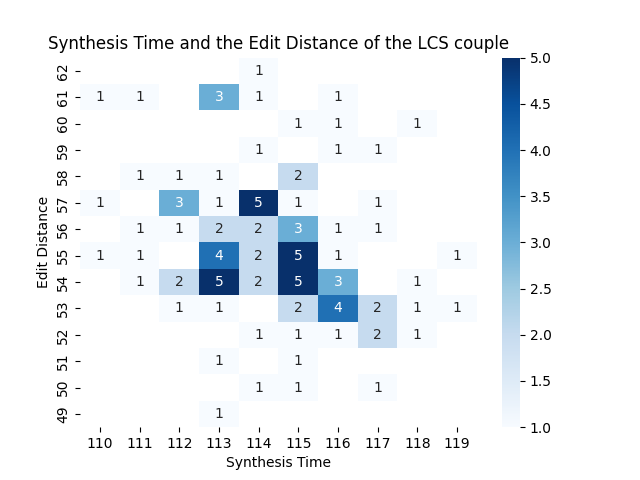 Synthesis Time and the Edit Distance of the LCS couple
62 1
61 1 1 3 1 1
60 1 1 1
59 1 1 1
58 1 1 1 2
57 1 3 1 5 1 1
56 1 1 2 2 3 1 1
55 1 1 4 2 5 1 1
54 1 2 5 2 5 3 1
53 1 1 2 4 2 1 1
52 1 1 1 2 1
51 1 1
50 1 1 1
49 1
110 111 112 113 114 115 116 117 118 119
Synthesis Time
Edit Distance
5.0
4.5
4.0
3.5
3.0
2.5
2.0
1.5
1.0